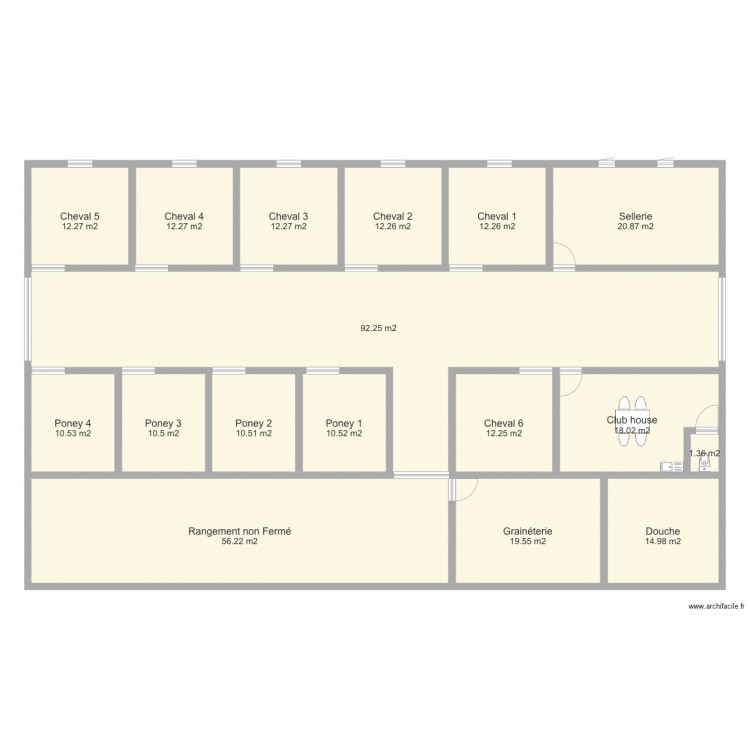 Cheval 5
12.27 m2
Cheval 4
12.27 m2
Cheval 3
12.27 m2
Cheval 2
12.26 m2
Cheval 1
12.26 m2
Sellerie
20.87 m2
92.25 m2
Poney 4
10.53 m2
Poney 3
10.5 m2
Poney 2
10.51 m2
Poney 1
10.52 m2
Cheval 6
12.25 m2
Club house
18.02 m2
1.36 m2
Rangement non Fermé
56.22 m2
Grainéterie
19.55 m2
Douche
14.98 m2
www.archifacile.fr